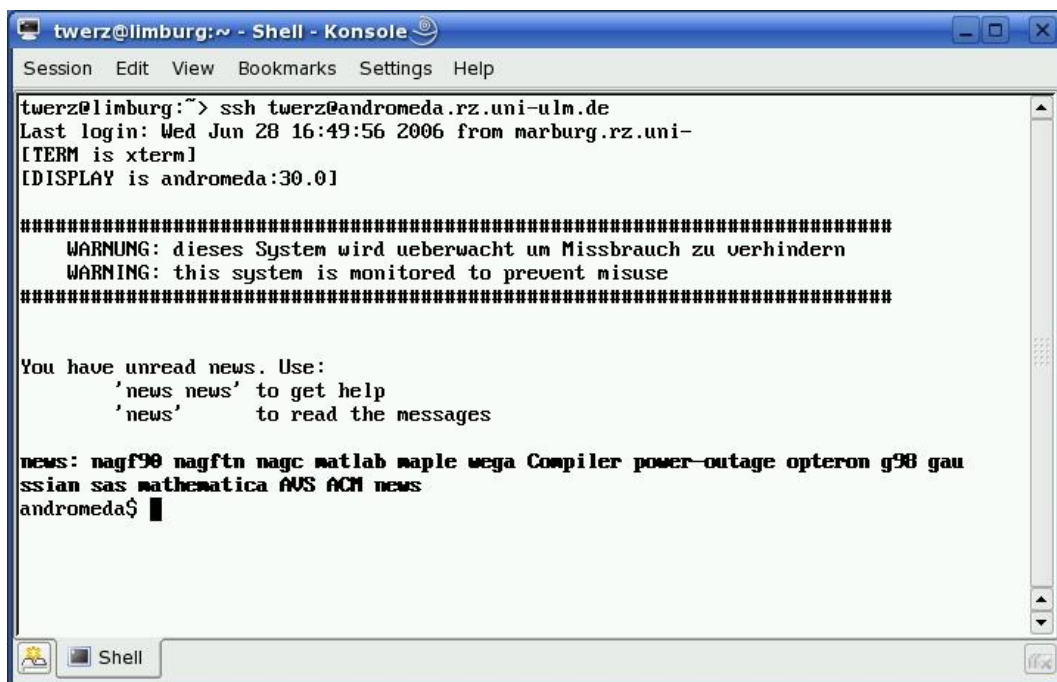 twerz@limburg:~ - Shell - Konsole
Session Edit View Bookmarks Settings Help
twerz@limburg:~> ssh twerz@andromeda.rz.uni-ulm.de
Last login: Wed Jun 28 16:49:56 2006 from marburg.rz.uni-
[TERM is xterm]
[DISPLAY is andromeda:30.0]
##########################################################################
WARNUNG: dieses System wird ueberwacht um Missbrauch zu verhindern
WARNING: this system is monitored to prevent misuse
##########################################################################
You have unread news. Use:
'news news' to get help
'news' to read the messages
news: nagf90 nagftn nagc matlab maple wega Compiler power-outage opteron g98 gau
ssian sas mathematica AVS ACM news
andromeda$
Shell